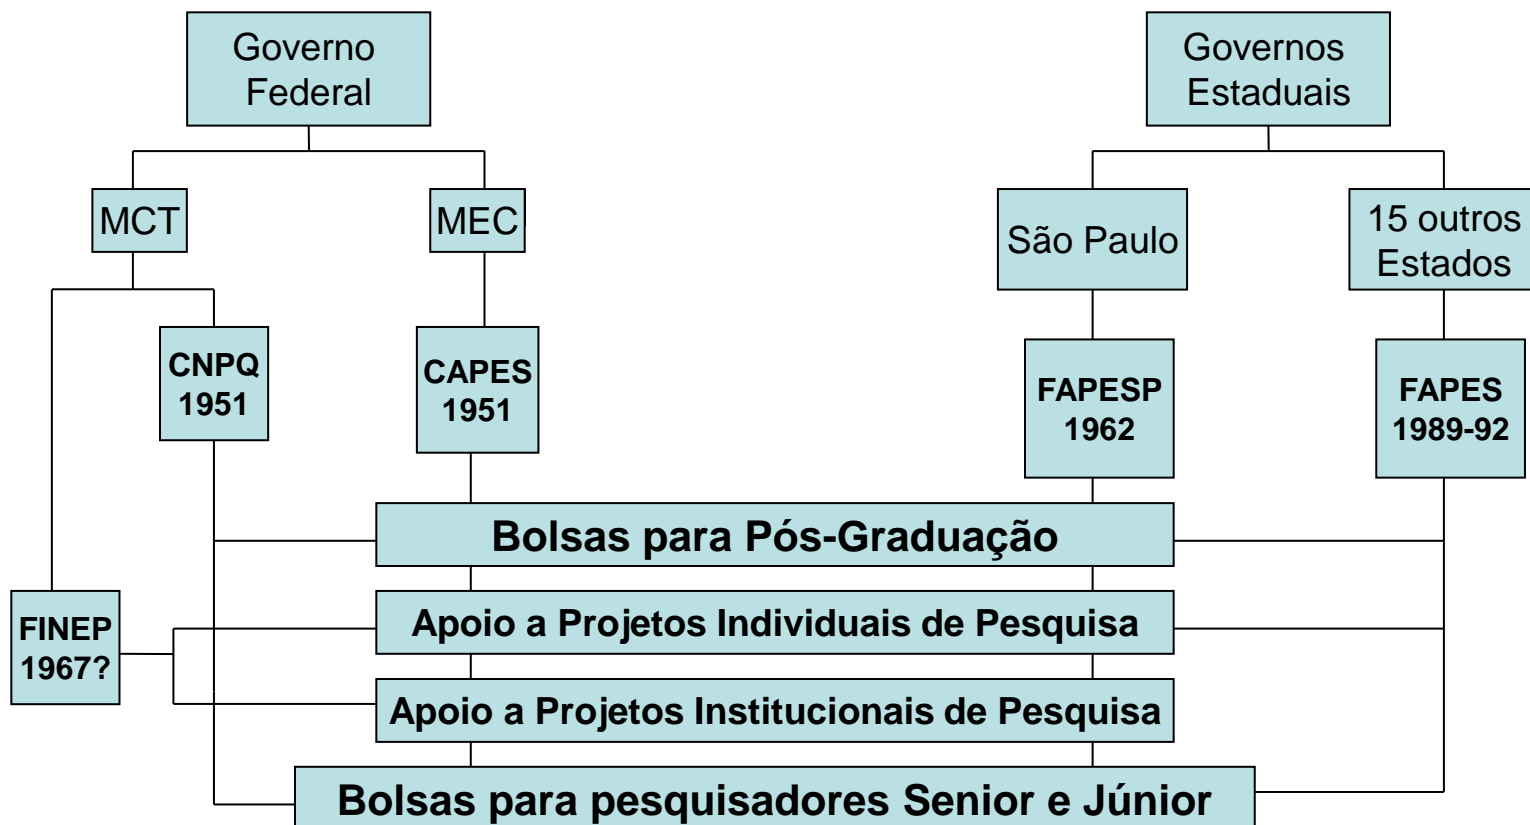 Governo
Federal
Governos
Estaduais
MCT
MEC
São Paulo
15 outros
Estados
CNPQ
1951
CAPES
1951
FAPESP
1962
FAPES
1989-92
Bolsas para Pós-Graduação
FINEP
1967?
Apoio a Projetos Individuais de Pesquisa
Apoio a Projetos Institucionais de Pesquisa
Bolsas para pesquisadores Senior e Júnior